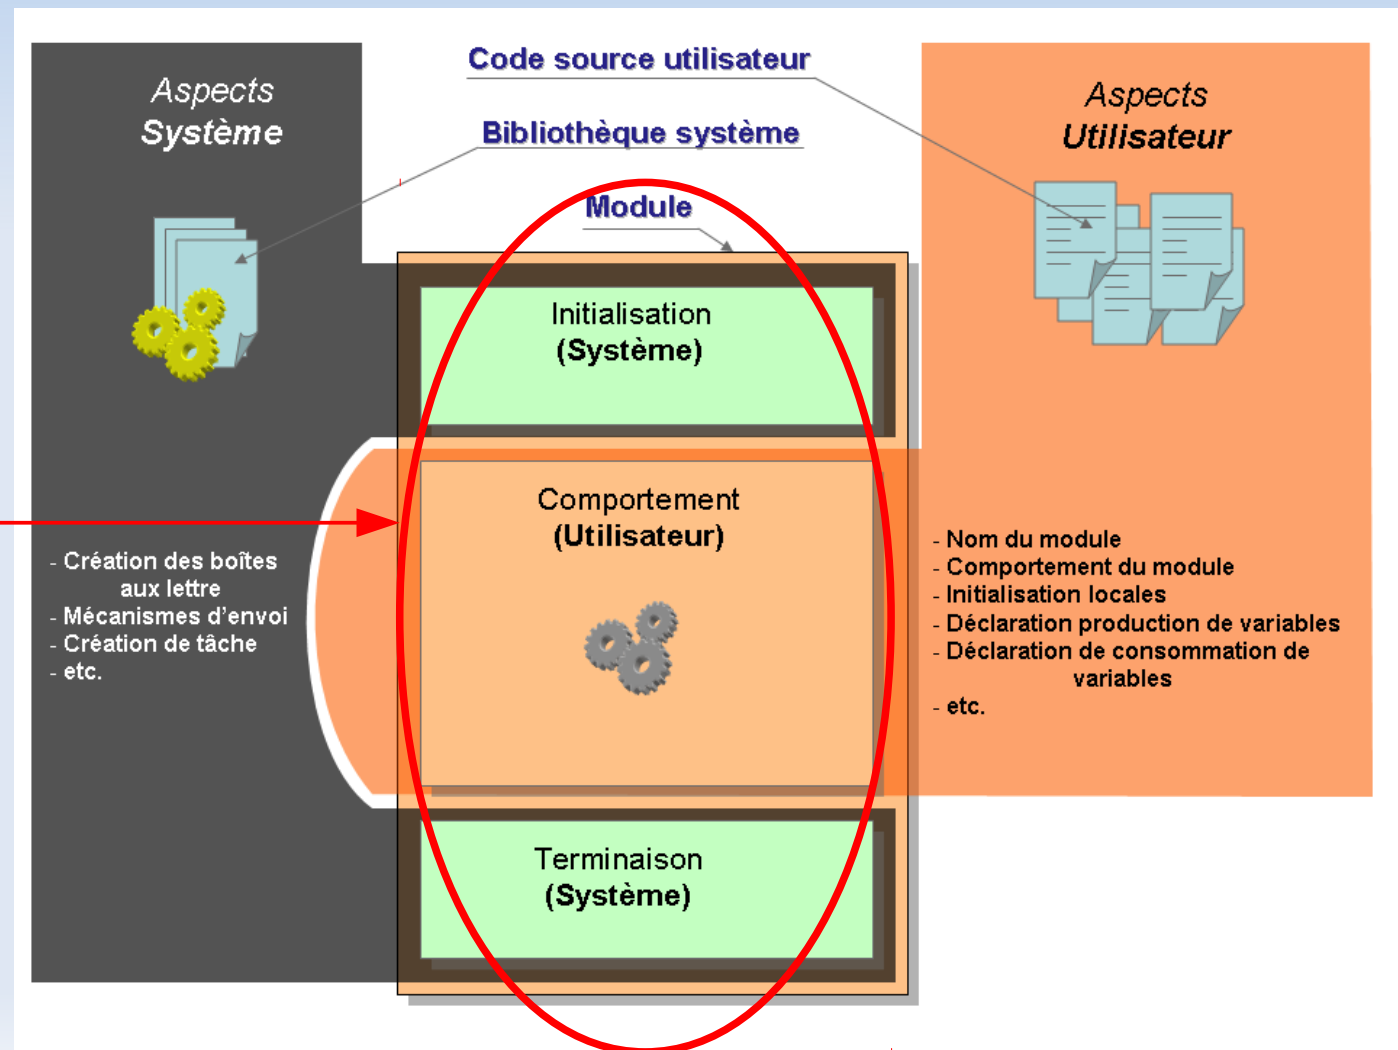 Code source utilisateur
Bibliothèque système
Module
Aspects
Système
Aspects
Utilisateur
Initialisation
(Système)
Comportement
(Utilisateur)
Terminaison
(Système)
- Création des boîtes
aux lettre
- Mécanismes d'envoi
- Création de tâche
- etc.
- Nom du module
- Comportement du module
- Initialisation locales
- Déclaration production de variables
- Déclaration de consommation de
variables
- etc.